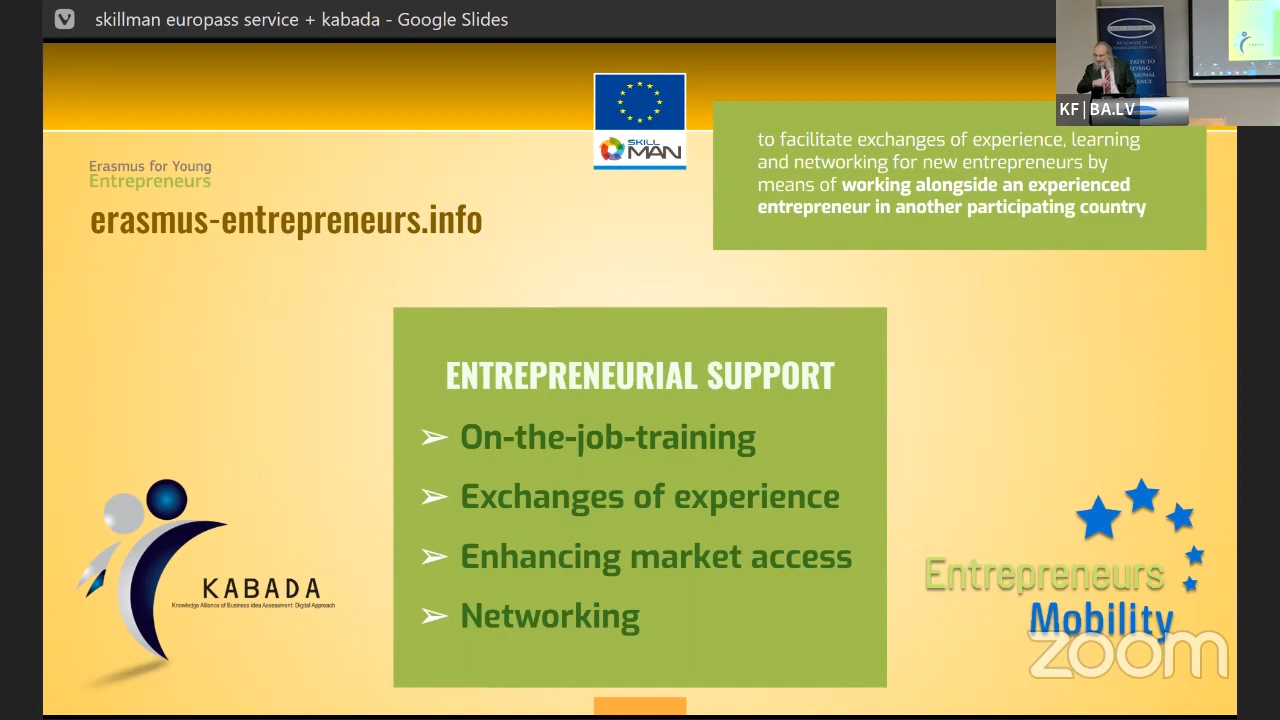 skillman europass service + kabada - Google Slides
KF|BA.LV
SKILL
MAN
to facilitate exchanges of experience, learning
and networking for new entrepreneurs by
means of working alongside an experienced
entrepreneur in another participating country
Erasmus for Young
Entrepreneurs
erasmus-entrepreneurs.info
ENTREPRENEURIAL SUPPORT
➢ On-the-job-training
➢ Exchanges of experience
➢ Enhancing market access
➢ Networking
KABADA
Knowledge Alliance of Business idea Assessment: Digital Approach
Entrepreneurs
Mobility
zoom